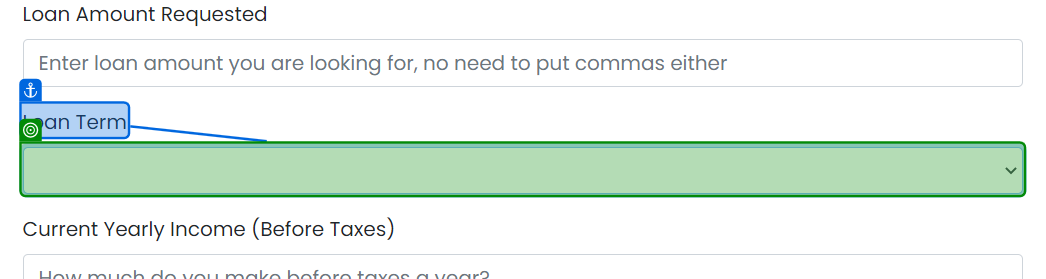 Loan Amount Requested
Enter loan amount you are looking for, no need to put commas either
Loan Term
Current Yearly Income (Before Taxes)
How much do you make before taxes a year?